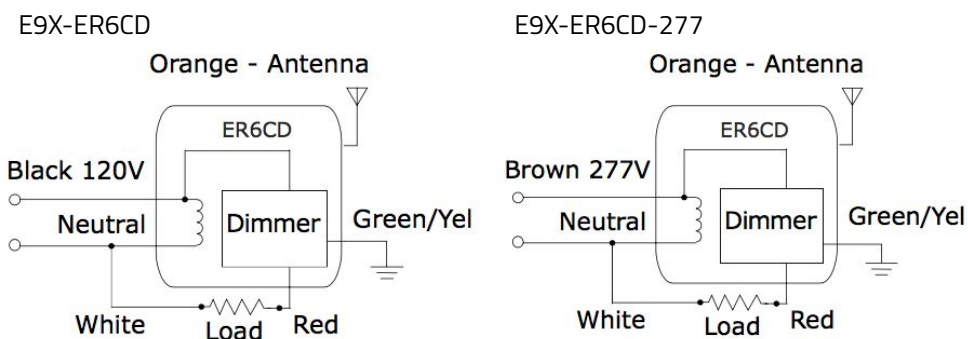 E9X-ER6CD
Orange - Antenna
ER6CD
Black 120V
Neutral
Dimmer
Green/Yel
White
Load
Red
E9X-ER6CD-277
Orange - Antenna
ER6CD
Brown 277V
Neutral
Dimmer
Green/Yel
White
Load
Red